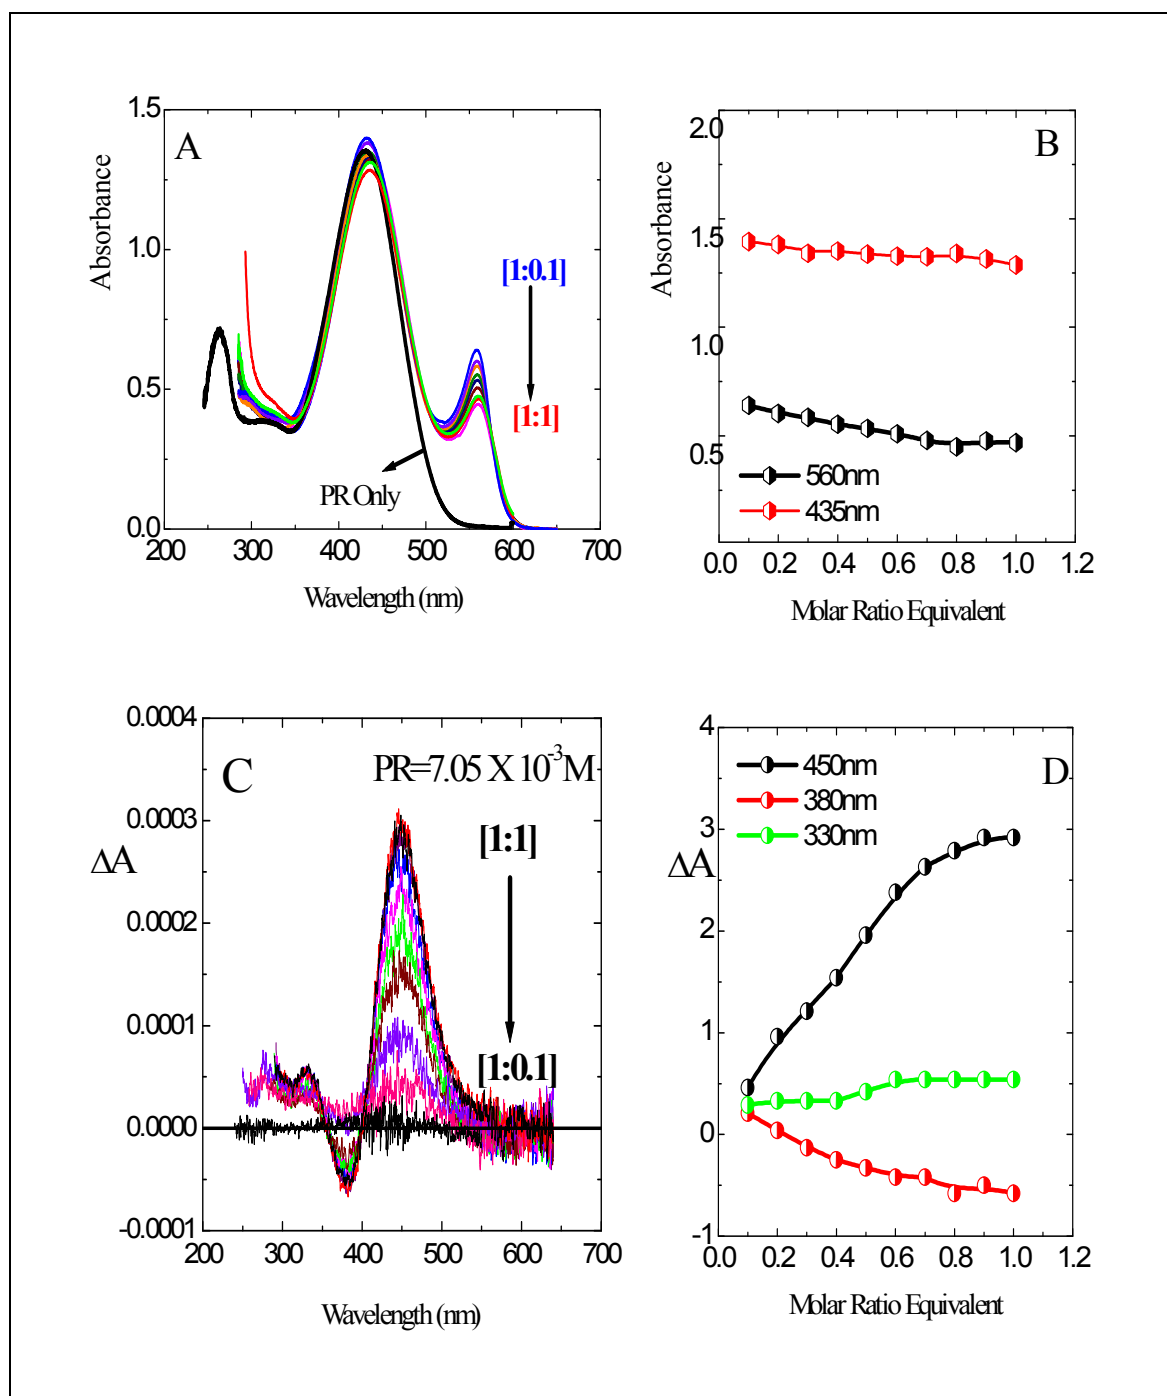 A
Absorbance
1.5
1.0
0.5
0.0
[1:0.1]
[1:1]
PR Only
200 300 400 500 600 700
Wavelength (nm)
B
Absorbance
2.0
1.5
1.0
0.5
560nm
435nm
0.0 0.2 0.4 0.6 0.8 1.0 1.2
Molar Ratio Equivalent
C
PR=7.05 X 10⁻³M
ΔA
0.0004
0.0003
0.0002
0.0001
0.0000
-0.0001
[1:1]
[1:0.1]
200 300 400 500 600 700
Wavelength (nm)
D
ΔA
4
3
2
1
0
-1
450nm
380nm
330nm
0.0 0.2 0.4 0.6 0.8 1.0 1.2
Molar Ratio Equivalent